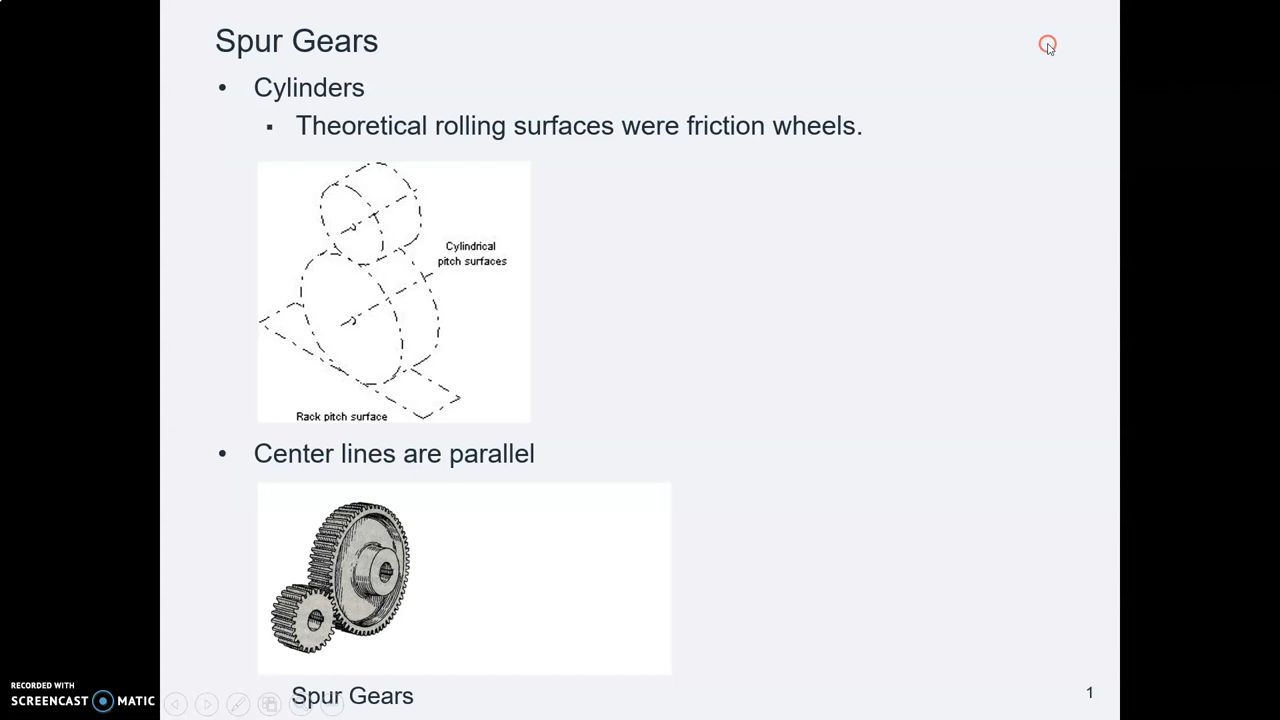 Spur Gears
• Cylinders
▪ Theoretical rolling surfaces were friction wheels.
Cylindrical
pitch surfaces
Rack pitch surface
• Center lines are parallel
Spur Gears
1
RECORDED WITH
SCREENCAST MATIC